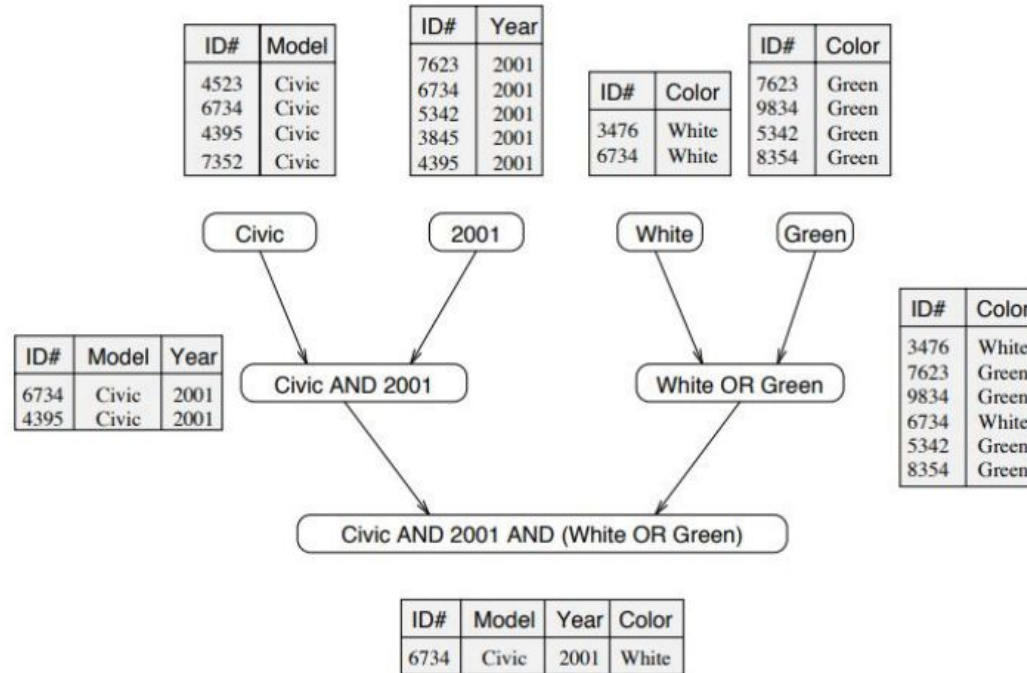 ID# Model
4523 Civic
6734 Civic
4395 Civic
7352 Civic
ID# Year
7623 2001
6734 2001
5342 2001
3845 2001
4395 2001
ID# Color
3476 White
6734 White
ID# Color
7623 Green
9834 Green
5342 Green
8354 Green
Civic
2001
White
Green
ID# Model Year
6734 Civic 2001
4395 Civic 2001
Civic AND 2001
White OR Green
ID# Color
3476 White
7623 Green
9834 Green
6734 White
5342 Green
8354 Green
Civic AND 2001 AND (White OR Green)
ID# Model Year Color
6734 Civic 2001 White